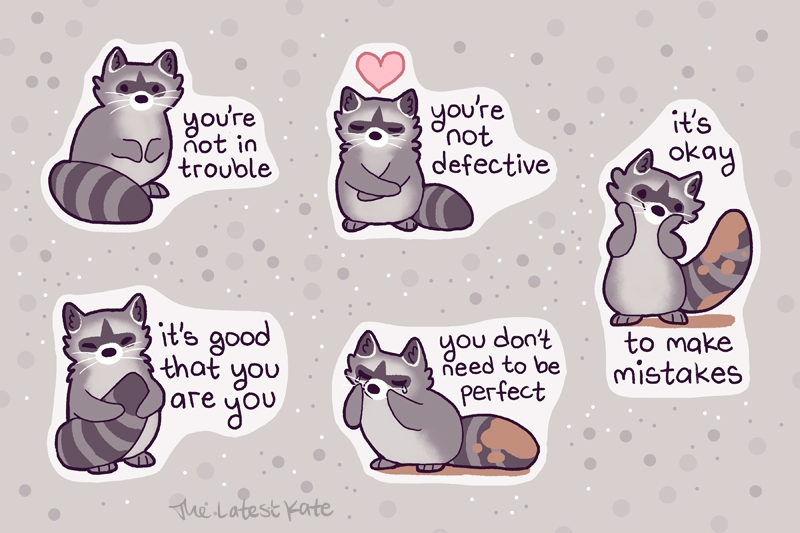 you're
not in
trouble
you're
not
defective
it's
okay
to make
mistakes
it's good
that you
are you
you don't
need to be
perfect
The Latest Kate